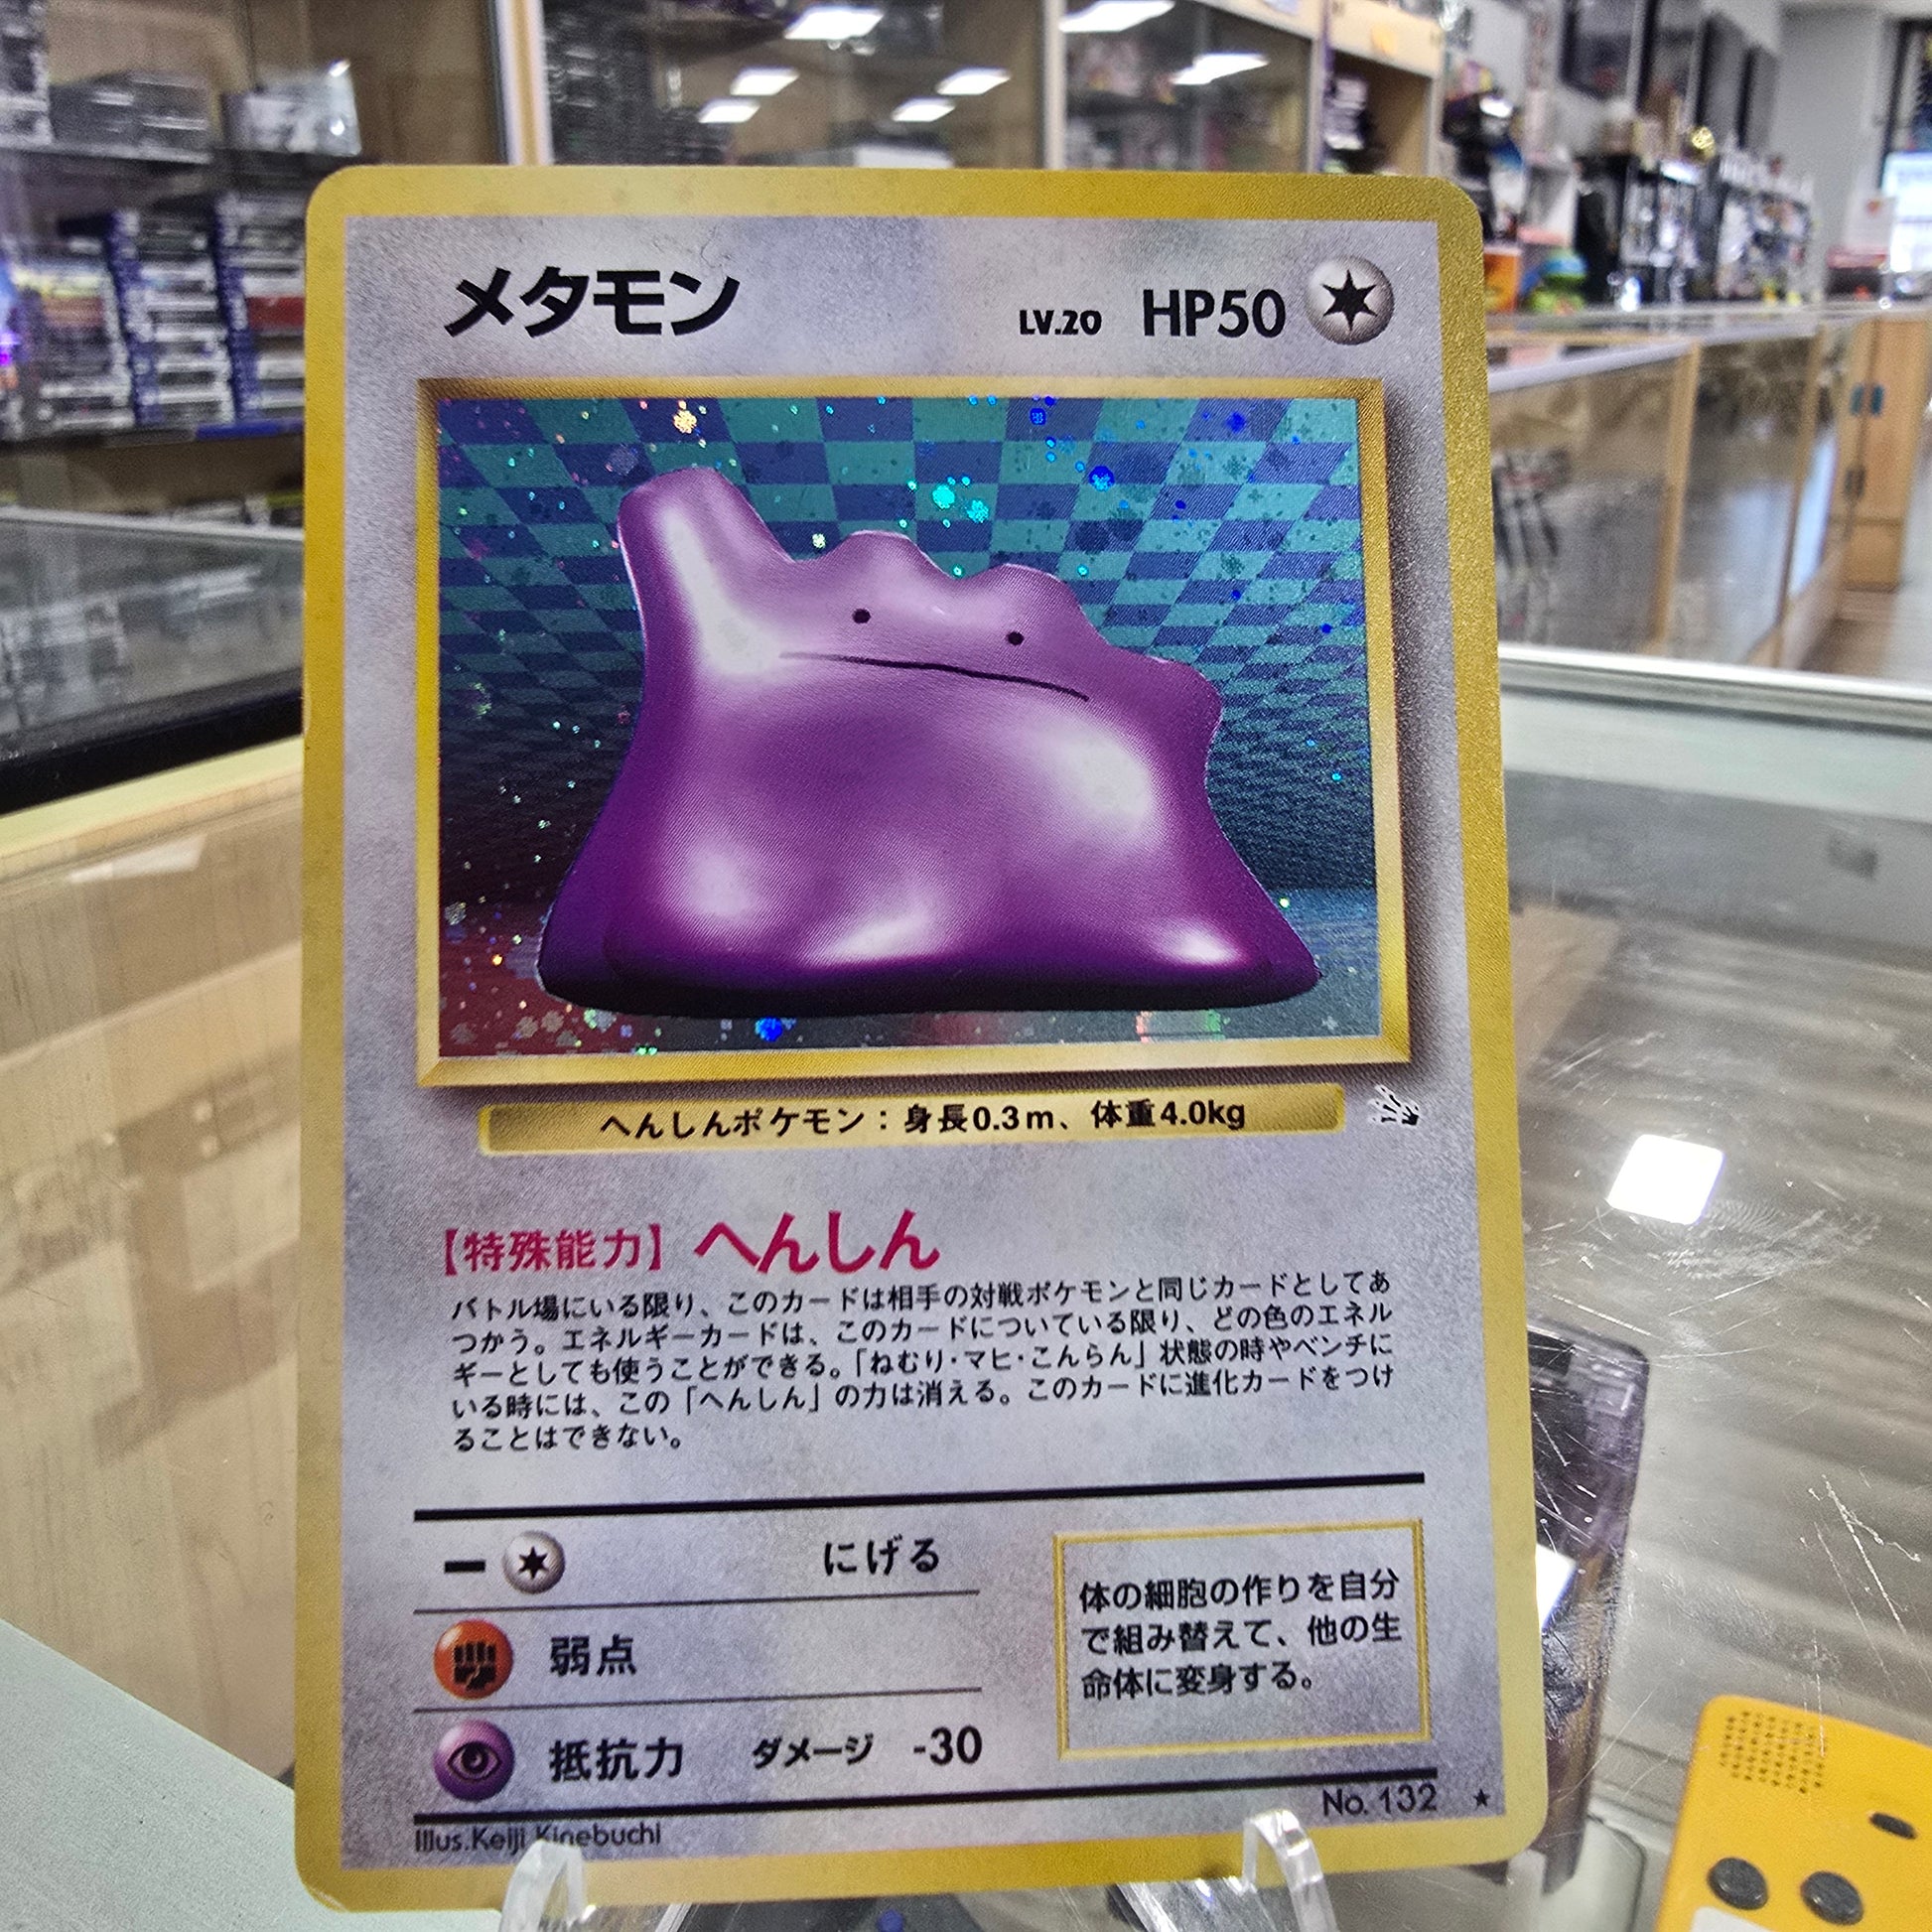 メタモン LV.20 HP50
へんしんポケモン：身長0.3m、体重4.0kg
【特殊能力】へんしん
バトル場にいる限り、このカードは相手の対戦ポケモンと同じカードとしてあ
つかう。エネルギーカードは、このカードについている限り、どの色のエネル
ギーとしても使うことができる。「ねむり・マヒ・こんらん」状態の時やベンチに
いる時には、この「へんしん」の力は消える。このカードに進化カードをつけ
ることはできない。
にげる
弱点
抵抗力 ダメージ -30
体の細胞の作りを自分
で組み替えて、他の生
命体に変身する。
No. 132 ★
Illus.Keiji Kinebuchi